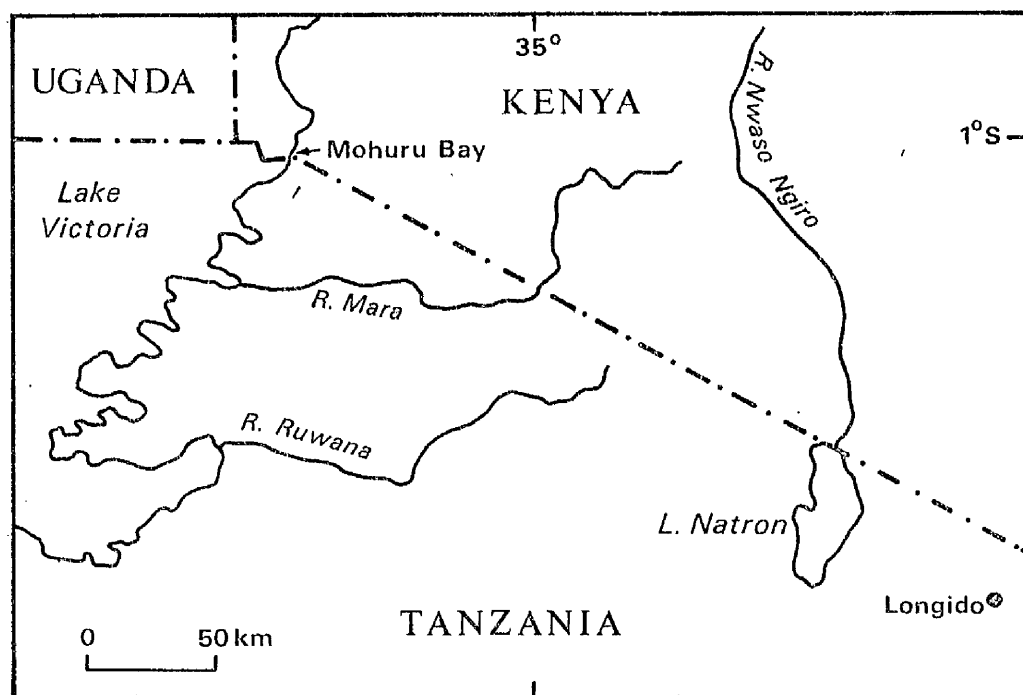 35°
UGANDA
KENYA
R. Nwaso Ngiro
1°S
Mohuru Bay
Lake
Victoria
R. Mara
R. Ruwana
L. Natron
Longido
TANZANIA
0 50 km